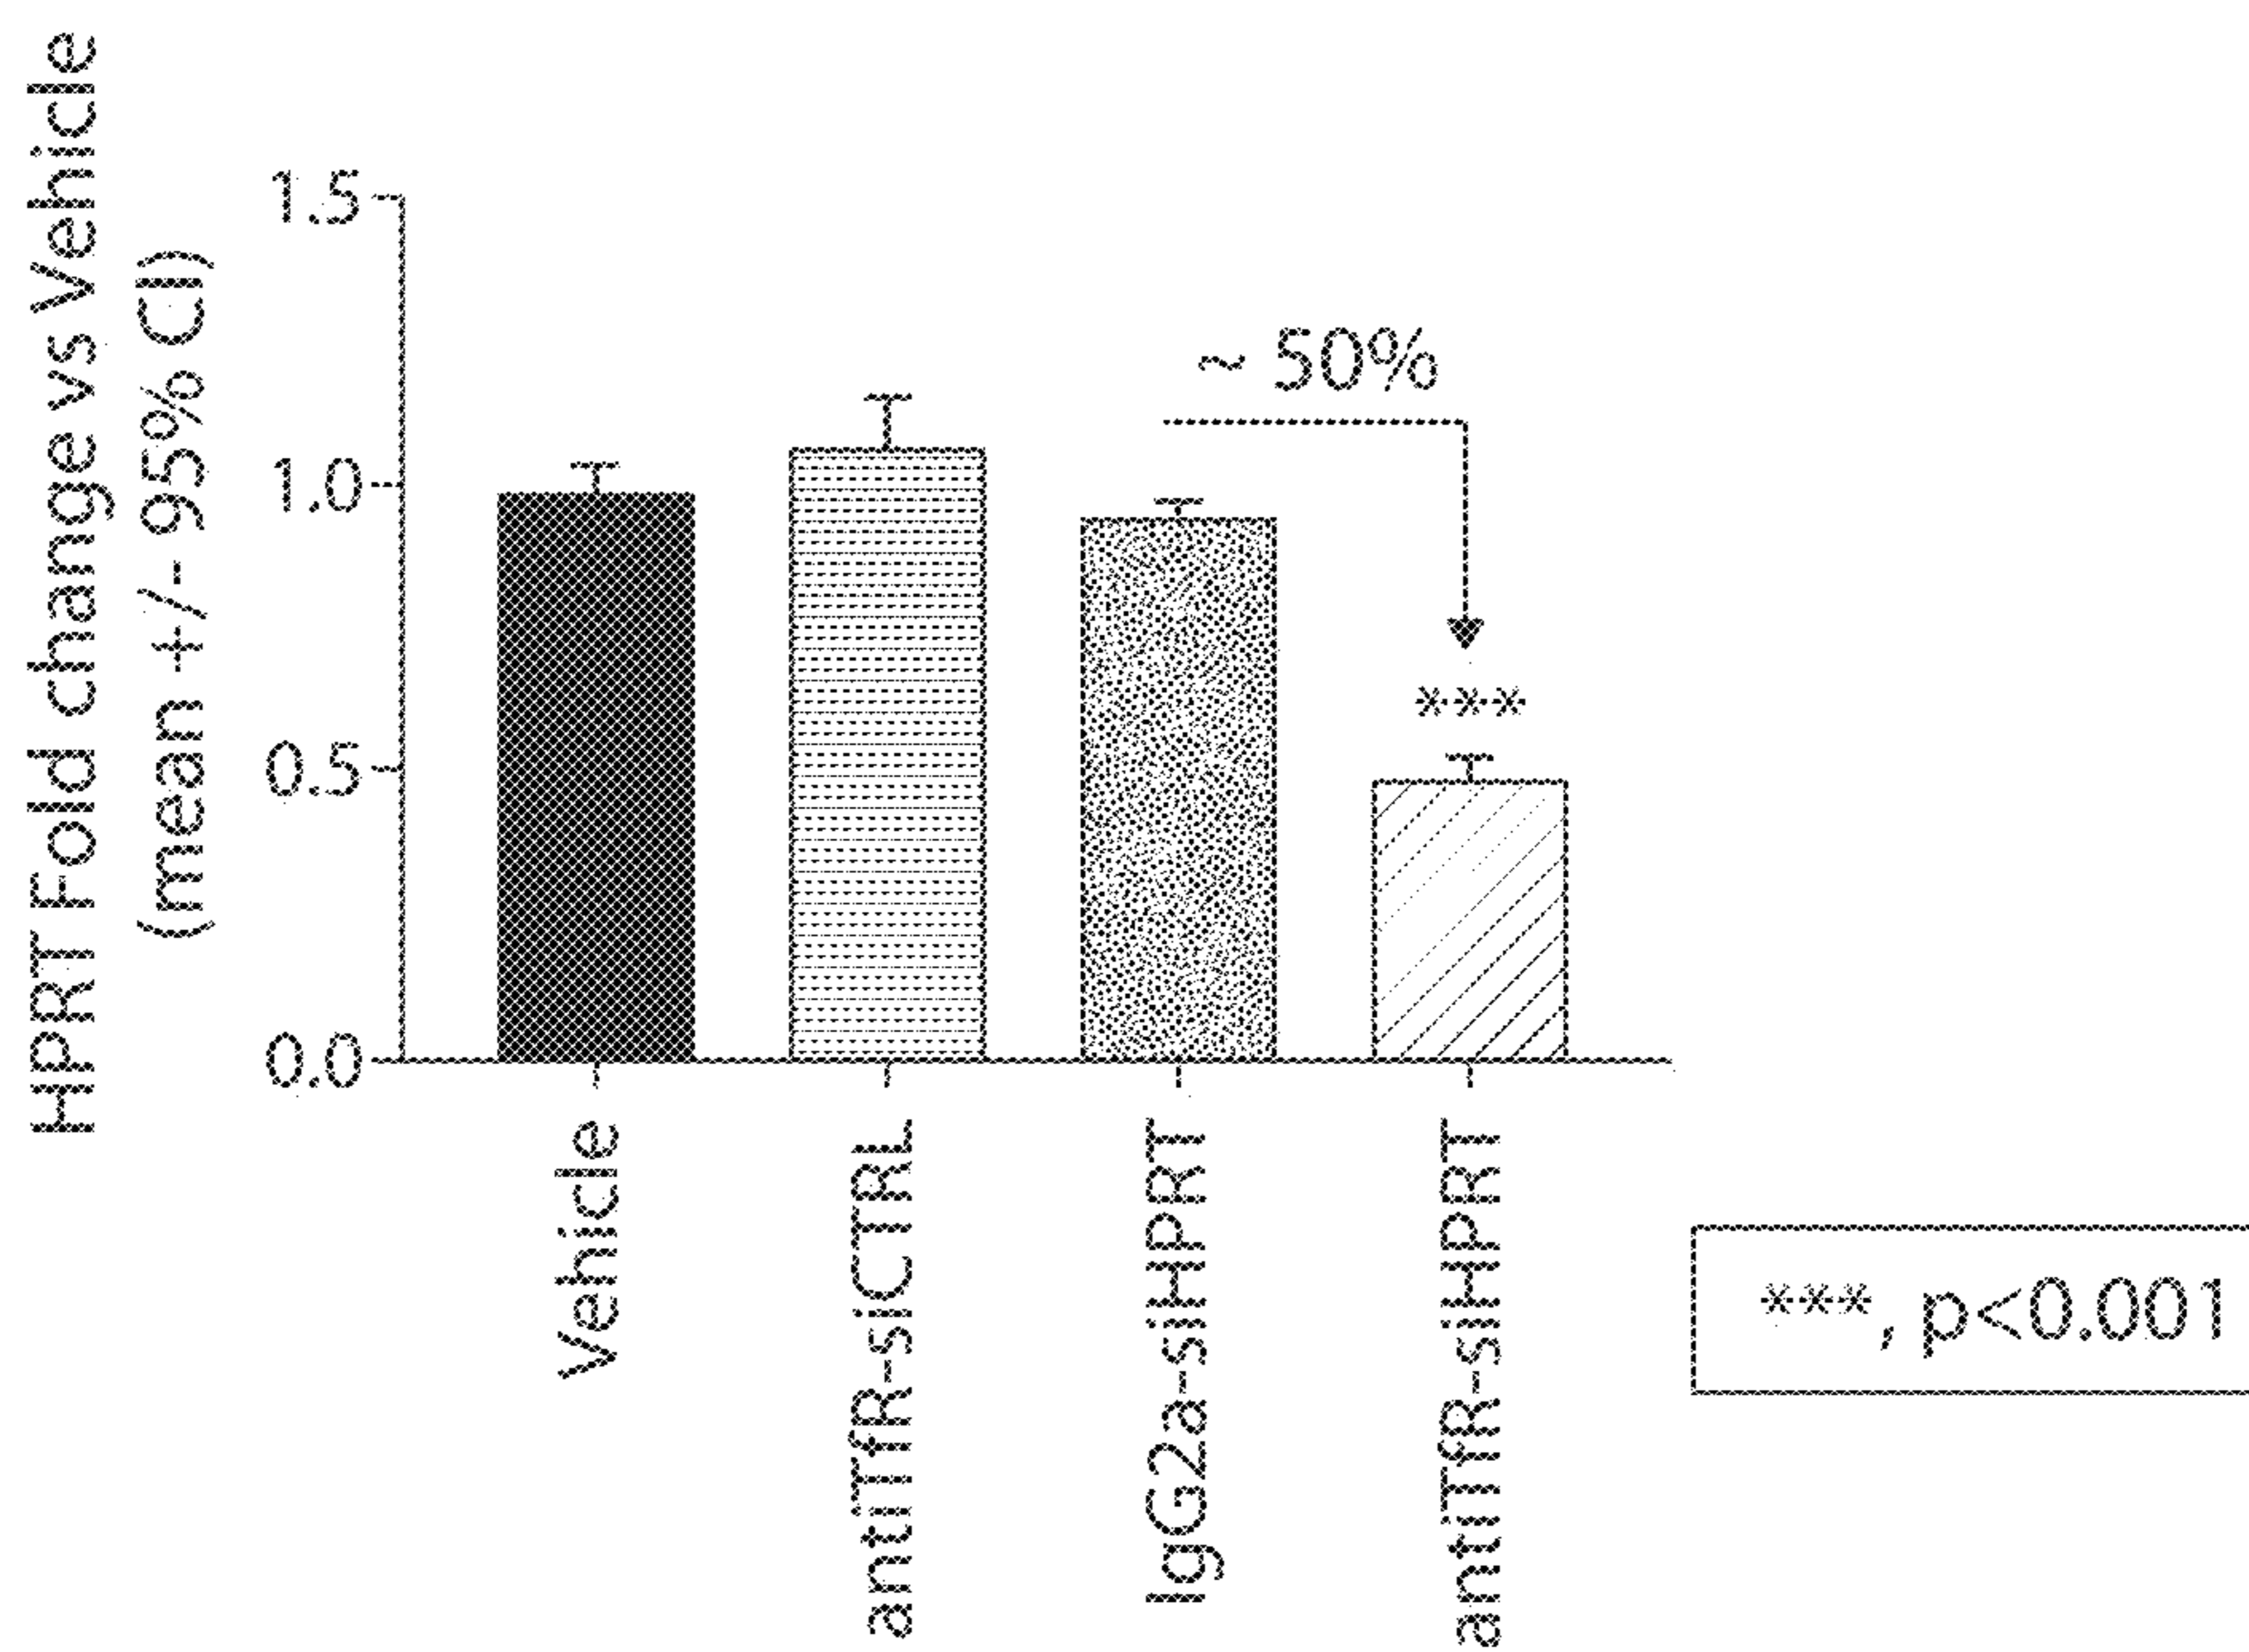 HPRT Fold change vs Vehicle
(mean +/- 95% CI)
1.5
1.0
0.5
0.0
~ 50%
***
Vehicle
antiTfR-siCTRL
IgG2a-siHPRT
antiTfR-siHPRT
***, p<0.001